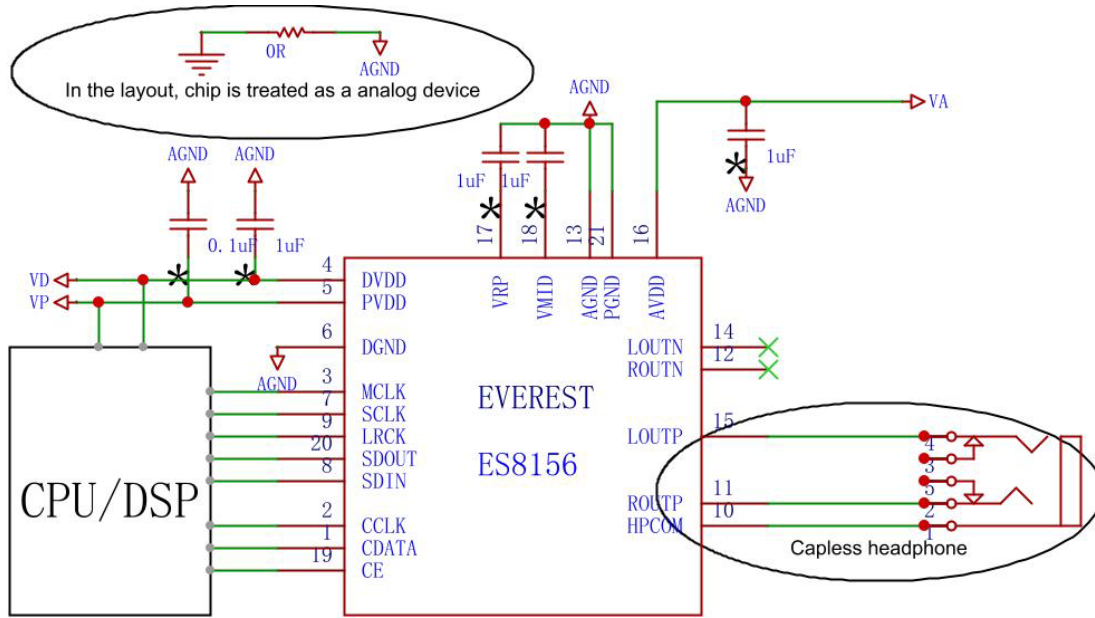 0R
AGND
In the layout, chip is treated as a analog device
AGND
AGND
AGND
VA
1uF
1uF
1uF
AGND
0.1uF
1uF
*
*
*
*
*
17
18
13
21
16
VD
VP
4
DVDD
5
PVDD
VRP
VMID
AGND
PGND
AVDD
6
DGND
AGND
14
LOUTN
12
ROUTN
3
MCLK
7
SCLK
9
LRCK
20
SDOUT
8
SDIN
EVEREST
ES8156
15
LOUTP
4
3
5
11
ROUTP
2
10
HPCOM
1
Capless headphone
CPU/DSP
2
CCLK
1
CDATA
19
CE